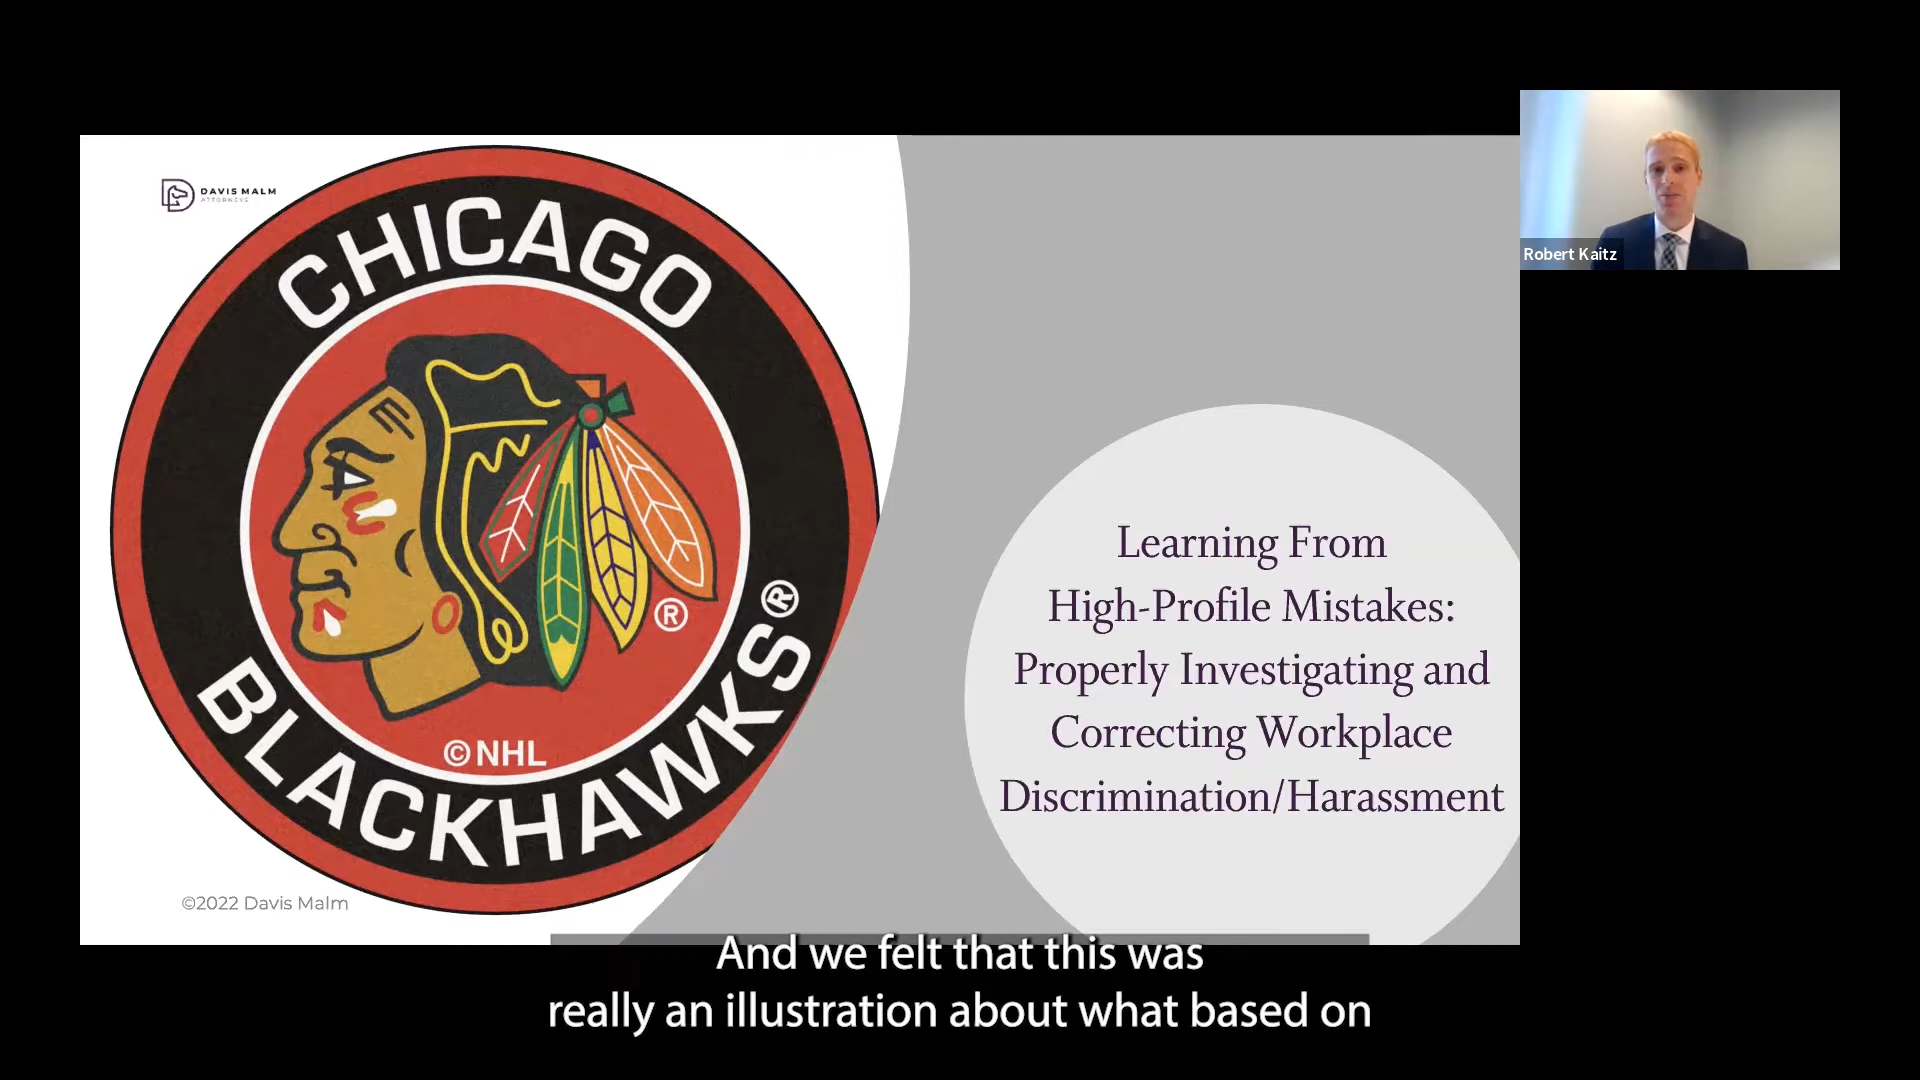 DAVIS MALM
ATTORNEYS
CHICAGO
BLACKHAWKS®
®
© NHL
©2022 Davis Malm
Learning From
High-Profile Mistakes:
Properly Investigating and
Correcting Workplace
Discrimination/Harassment
Robert Kaitz
And we felt that this was
really an illustration about what based on